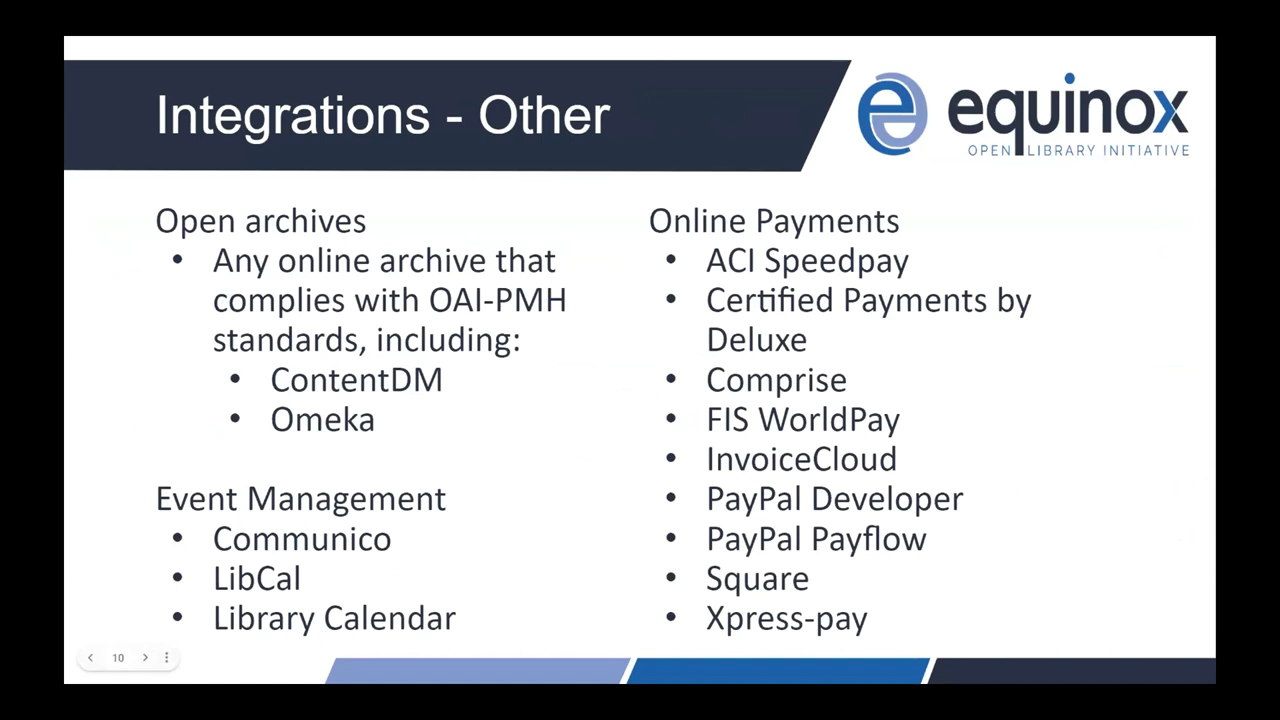 Integrations - Other
equinox
OPEN LIBRARY INITIATIVE
Open archives
• Any online archive that
complies with OAI-PMH
standards, including:
• ContentDM
• Omeka
Event Management
• Communico
• LibCal
• Library Calendar
Online Payments
• ACI Speedpay
• Certified Payments by
Deluxe
• Comprise
• FIS WorldPay
• InvoiceCloud
• PayPal Developer
• PayPal Payflow
• Square
• Xpress-pay
10